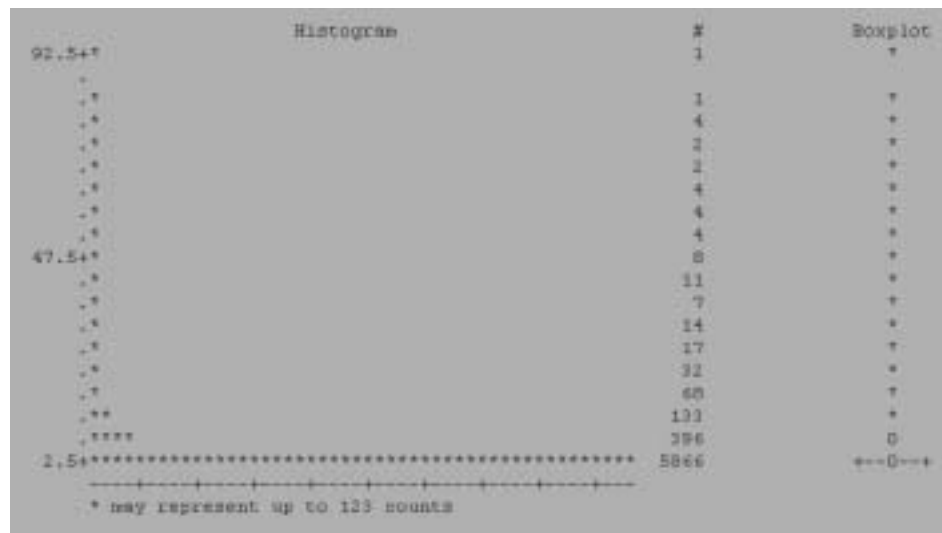 Histogram # Boxplot
92.5+* 1 *
.
.* 1 *
.* 4 *
.* 2 *
.* 2 *
.* 4 *
.* 4 *
.* 4 *
47.5+* 8 *
.* 11 *
.* 7 *
.* 14 *
.* 17 *
.* 32 *
.* 68 *
.** 133 *
.**** 396 0
2.5+************************************************ 5866 +--0--+
----+----+----+----+----+----+----+----+----+---
* may represent up to 123 counts